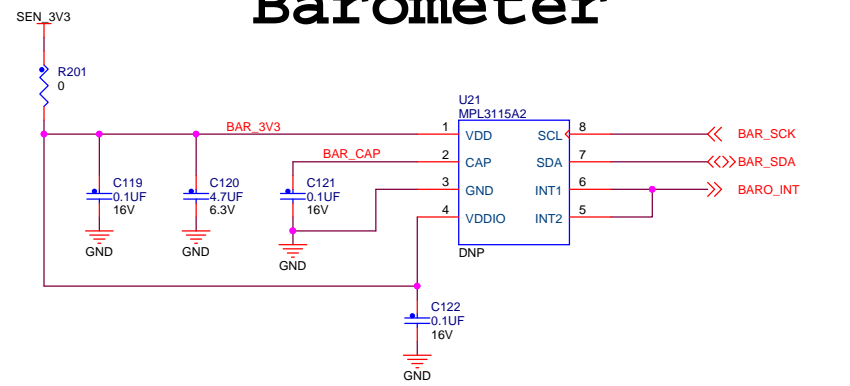 Barometer
SEN_3V3
R201
0
BAR_3V3
BAR_CAP
C119
0.1UF
16V
GND
C120
4.7UF
6.3V
GND
C121
0.1UF
16V
GND
U21
MPL3115A2
1 VDD
2 CAP
3 GND
4 VDDIO
SCL 8
SDA 7
INT1 6
INT2 5
DNP
BAR_SCK
BAR_SDA
BARO_INT
C122
0.1UF
16V
GND